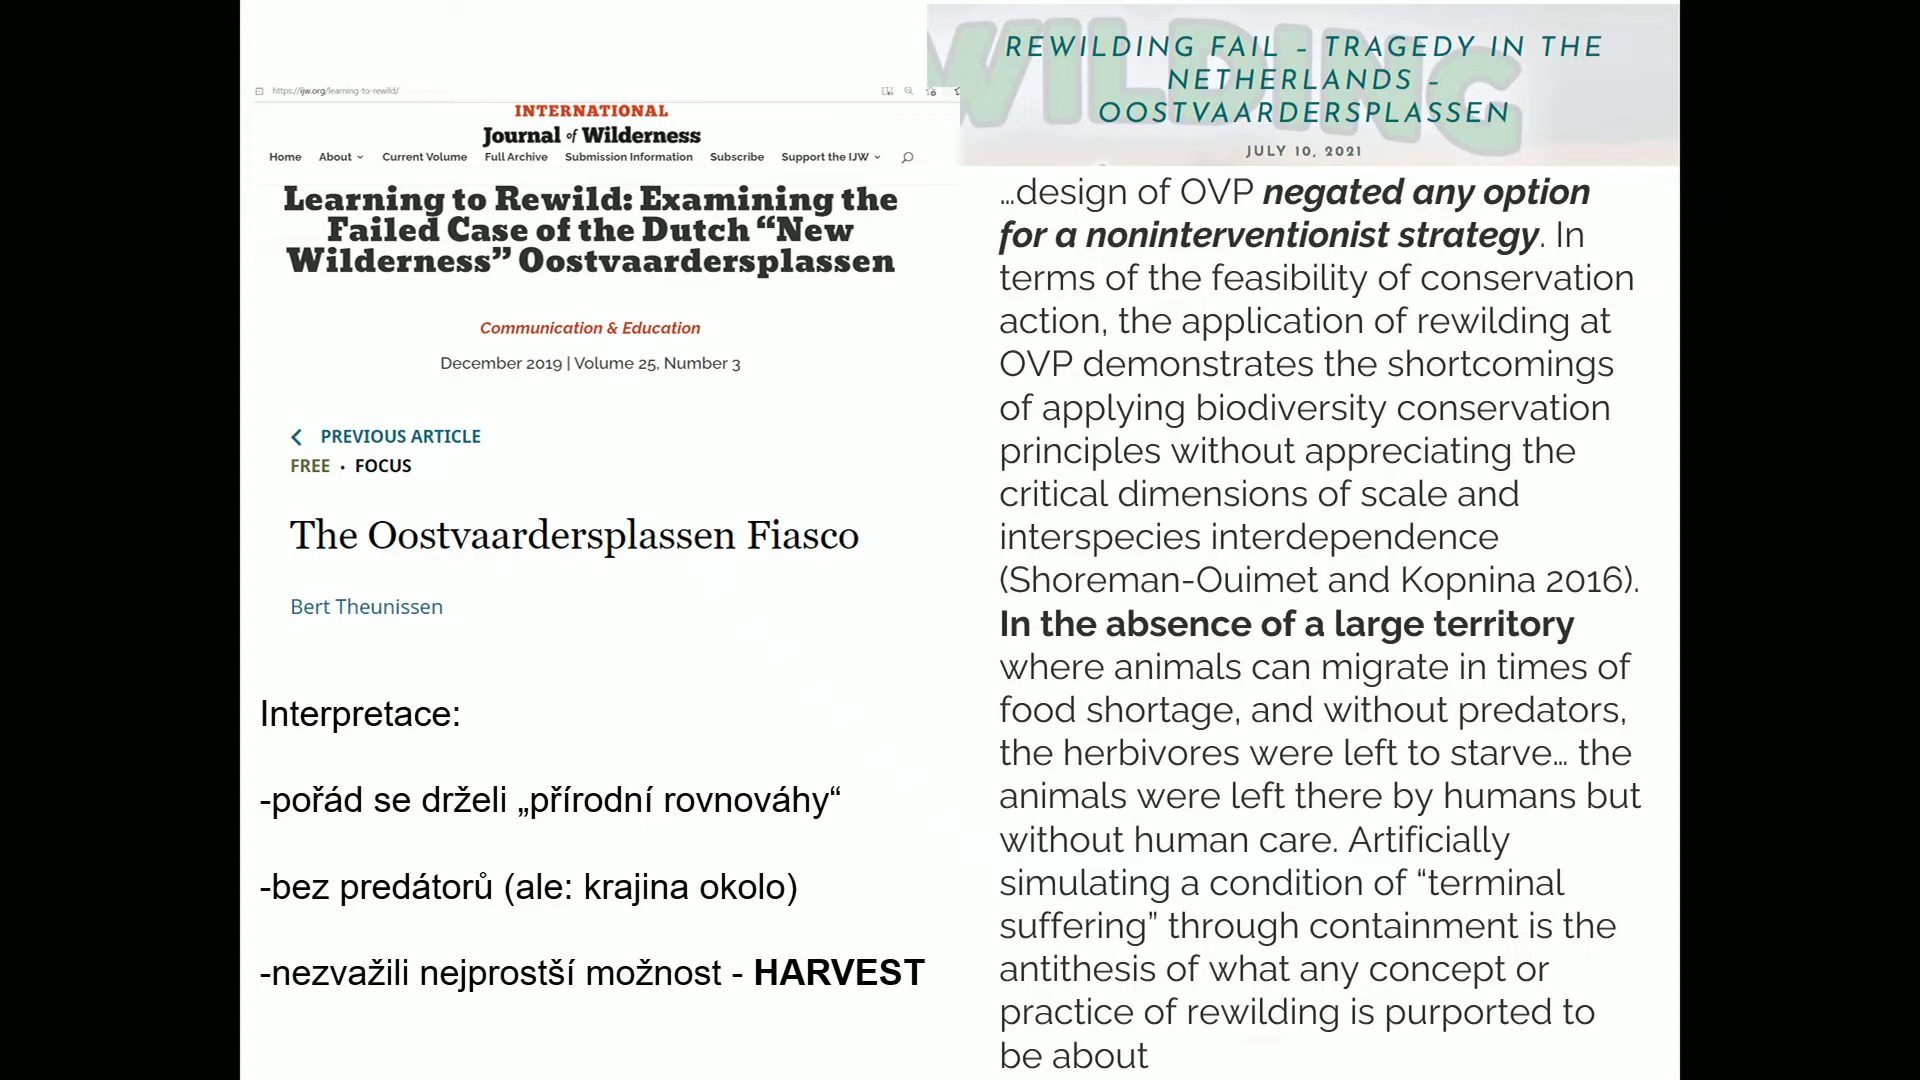 https://ijw.org/learning-to-rewild/
INTERNATIONAL
Journal of Wilderness
Home About Current Volume Full Archive Submission Information Subscribe Support the IJW
Learning to Rewild: Examining the
Failed Case of the Dutch “New
Wilderness” Oostvaardersplassen
Communication & Education
December 2019 | Volume 25, Number 3
PREVIOUS ARTICLE
FREE · FOCUS
The Oostvaardersplassen Fiasco
Bert Theunissen
Interpretace:
-pořád se drželi „přírodní rovnováhy“
-bez predátorů (ale: krajina okolo)
-nezvažili nejprostší možnost - HARVEST
WILDING
REWILDING FAIL – TRAGEDY IN THE
NETHERLANDS –
OOSTVAARDERSPLASSEN
JULY 10, 2021
…design of OVP negated any option
for a noninterventionist strategy. In
terms of the feasibility of conservation
action, the application of rewilding at
OVP demonstrates the shortcomings
of applying biodiversity conservation
principles without appreciating the
critical dimensions of scale and
interspecies interdependence
(Shoreman-Ouimet and Kopnina 2016).
In the absence of a large territory
where animals can migrate in times of
food shortage, and without predators,
the herbivores were left to starve… the
animals were left there by humans but
without human care. Artificially
simulating a condition of “terminal
suffering” through containment is the
antithesis of what any concept or
practice of rewilding is purported to
be about